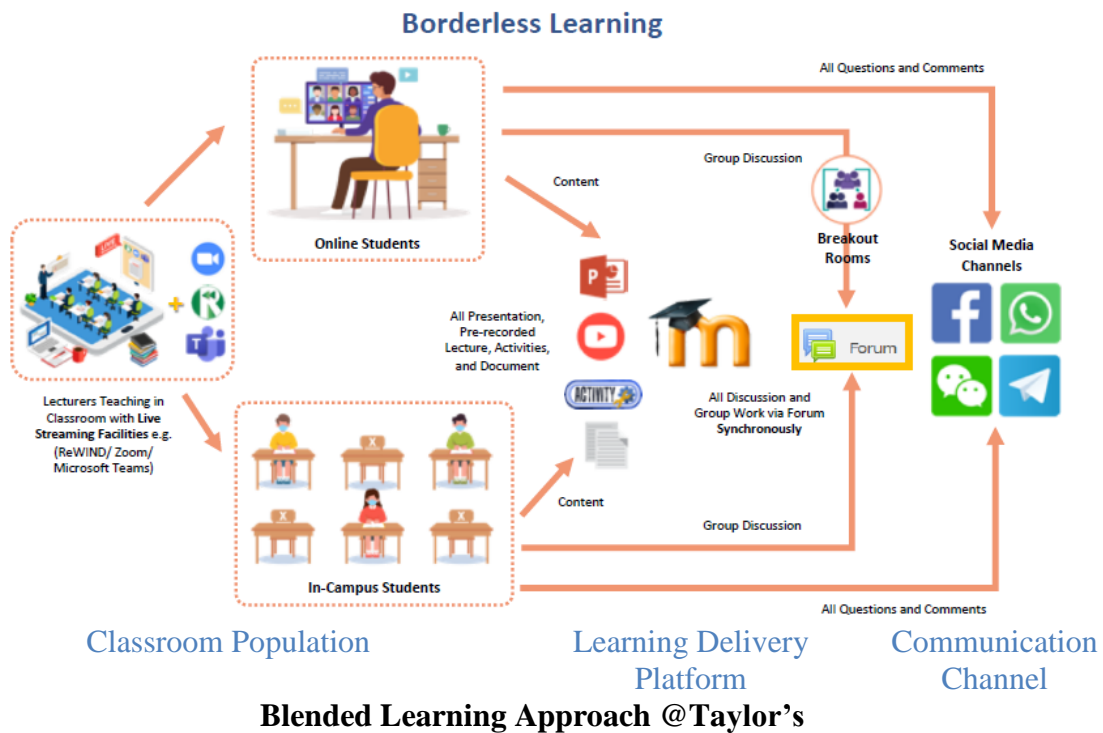 Borderless Learning
All Questions and Comments
Group Discussion
Content
Online Students
Breakout
Rooms
Social Media
Channels
LIVE
All Presentation,
Pre-recorded
Lecture, Activities,
and Document
P
m
Forum
R
T
ACTIVITY
All Discussion and
Group Work via Forum
Synchronously
Lecturers Teaching in
Classroom with Live
Streaming Facilities e.g.
(ReWIND/ Zoom/
Microsoft Teams)
X
X
X
X
Content
Group Discussion
In-Campus Students
All Questions and Comments
Classroom Population
Learning Delivery
Platform
Communication
Channel
Blended Learning Approach @Taylor’s